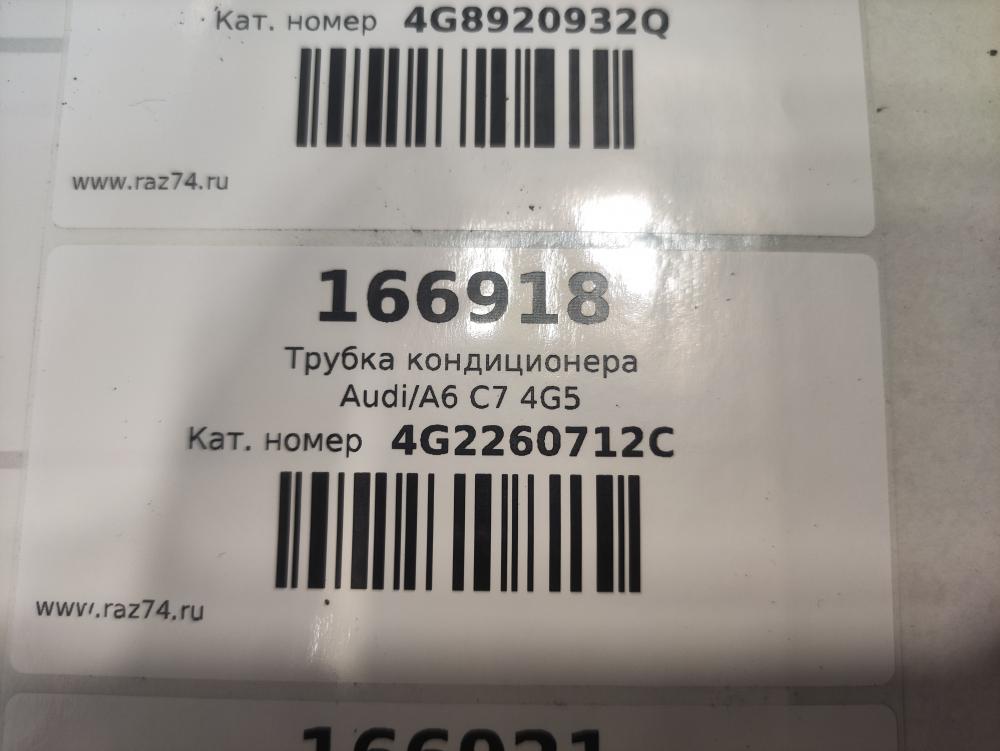 Кат. номер 4G8920932Q
www.raz74.ru
166918
Трубка кондиционера
Audi/A6 C7 4G5
Кат. номер 4G2260712C
www.raz74.ru
166921